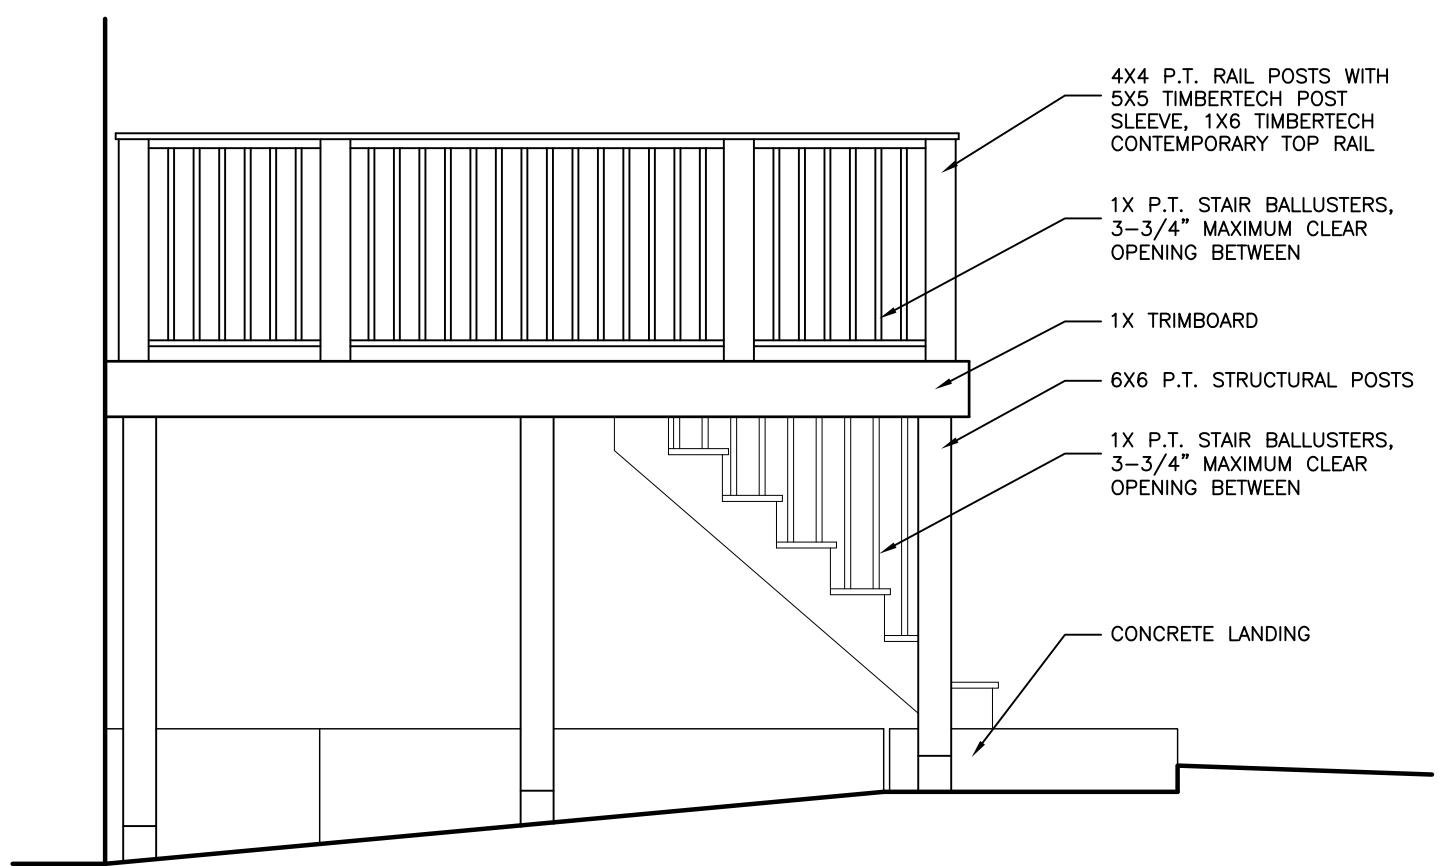 4X4 P.T. RAIL POSTS WITH
5X5 TIMBERTECH POST
SLEEVE, 1X6 TIMBERTECH
CONTEMPORARY TOP RAIL
1X P.T. STAIR BALLUSTERS,
3-3/4" MAXIMUM CLEAR
OPENING BETWEEN
1X TRIMBOARD
6X6 P.T. STRUCTURAL POSTS
1X P.T. STAIR BALLUSTERS,
3-3/4" MAXIMUM CLEAR
OPENING BETWEEN
CONCRETE LANDING